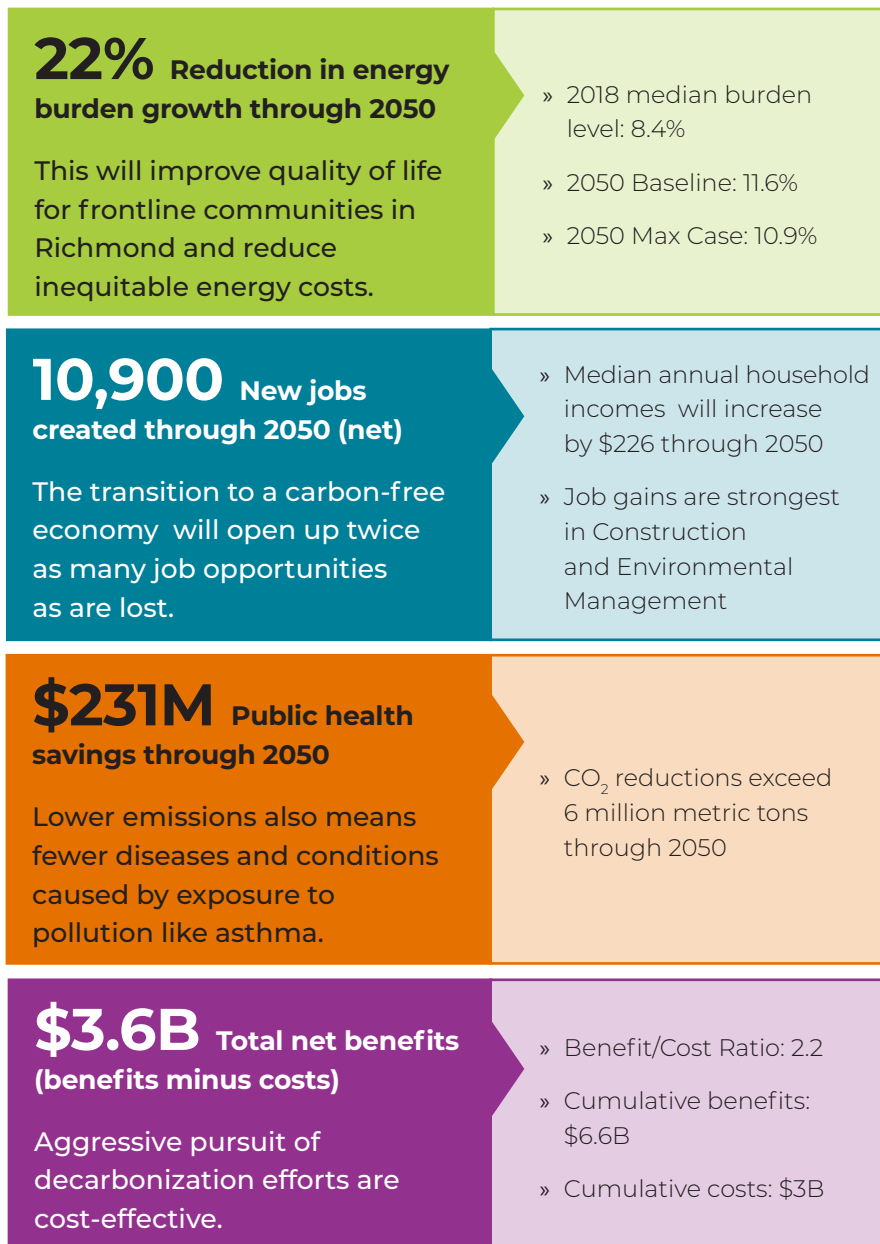 22% Reduction in energy
burden growth through 2050
This will improve quality of life
for frontline communities in
Richmond and reduce
inequitable energy costs.
» 2018 median burden
level: 8.4%
» 2050 Baseline: 11.6%
» 2050 Max Case: 10.9%
10,900 New jobs
created through 2050 (net)
The transition to a carbon-free
economy will open up twice
as many job opportunities
as are lost.
» Median annual household
incomes will increase
by $226 through 2050
» Job gains are strongest
in Construction
and Environmental
Management
$231M Public health
savings through 2050
Lower emissions also means
fewer diseases and conditions
caused by exposure to
pollution like asthma.
» CO₂ reductions exceed
6 million metric tons
through 2050
$3.6B Total net benefits
(benefits minus costs)
Aggressive pursuit of
decarbonization efforts are
cost-effective.
» Benefit/Cost Ratio: 2.2
» Cumulative benefits:
$6.6B
» Cumulative costs: $3B